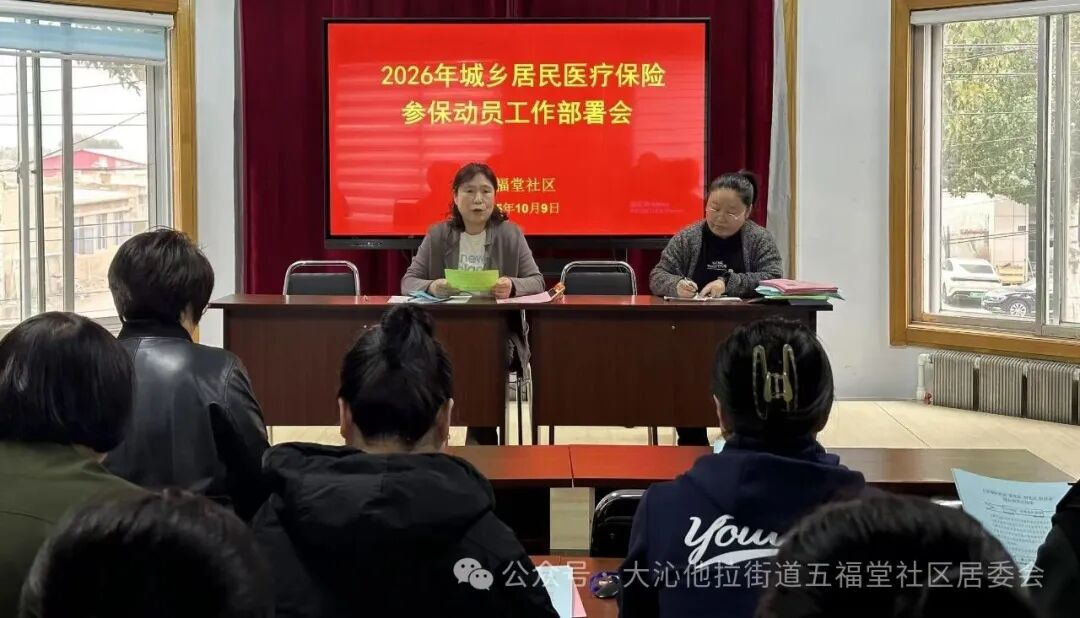 2026年城乡居民医疗保险
参保动员工作部署会
福堂社区
年10月9日
new
You
公众号
大沁他拉街道五福堂社区居委会